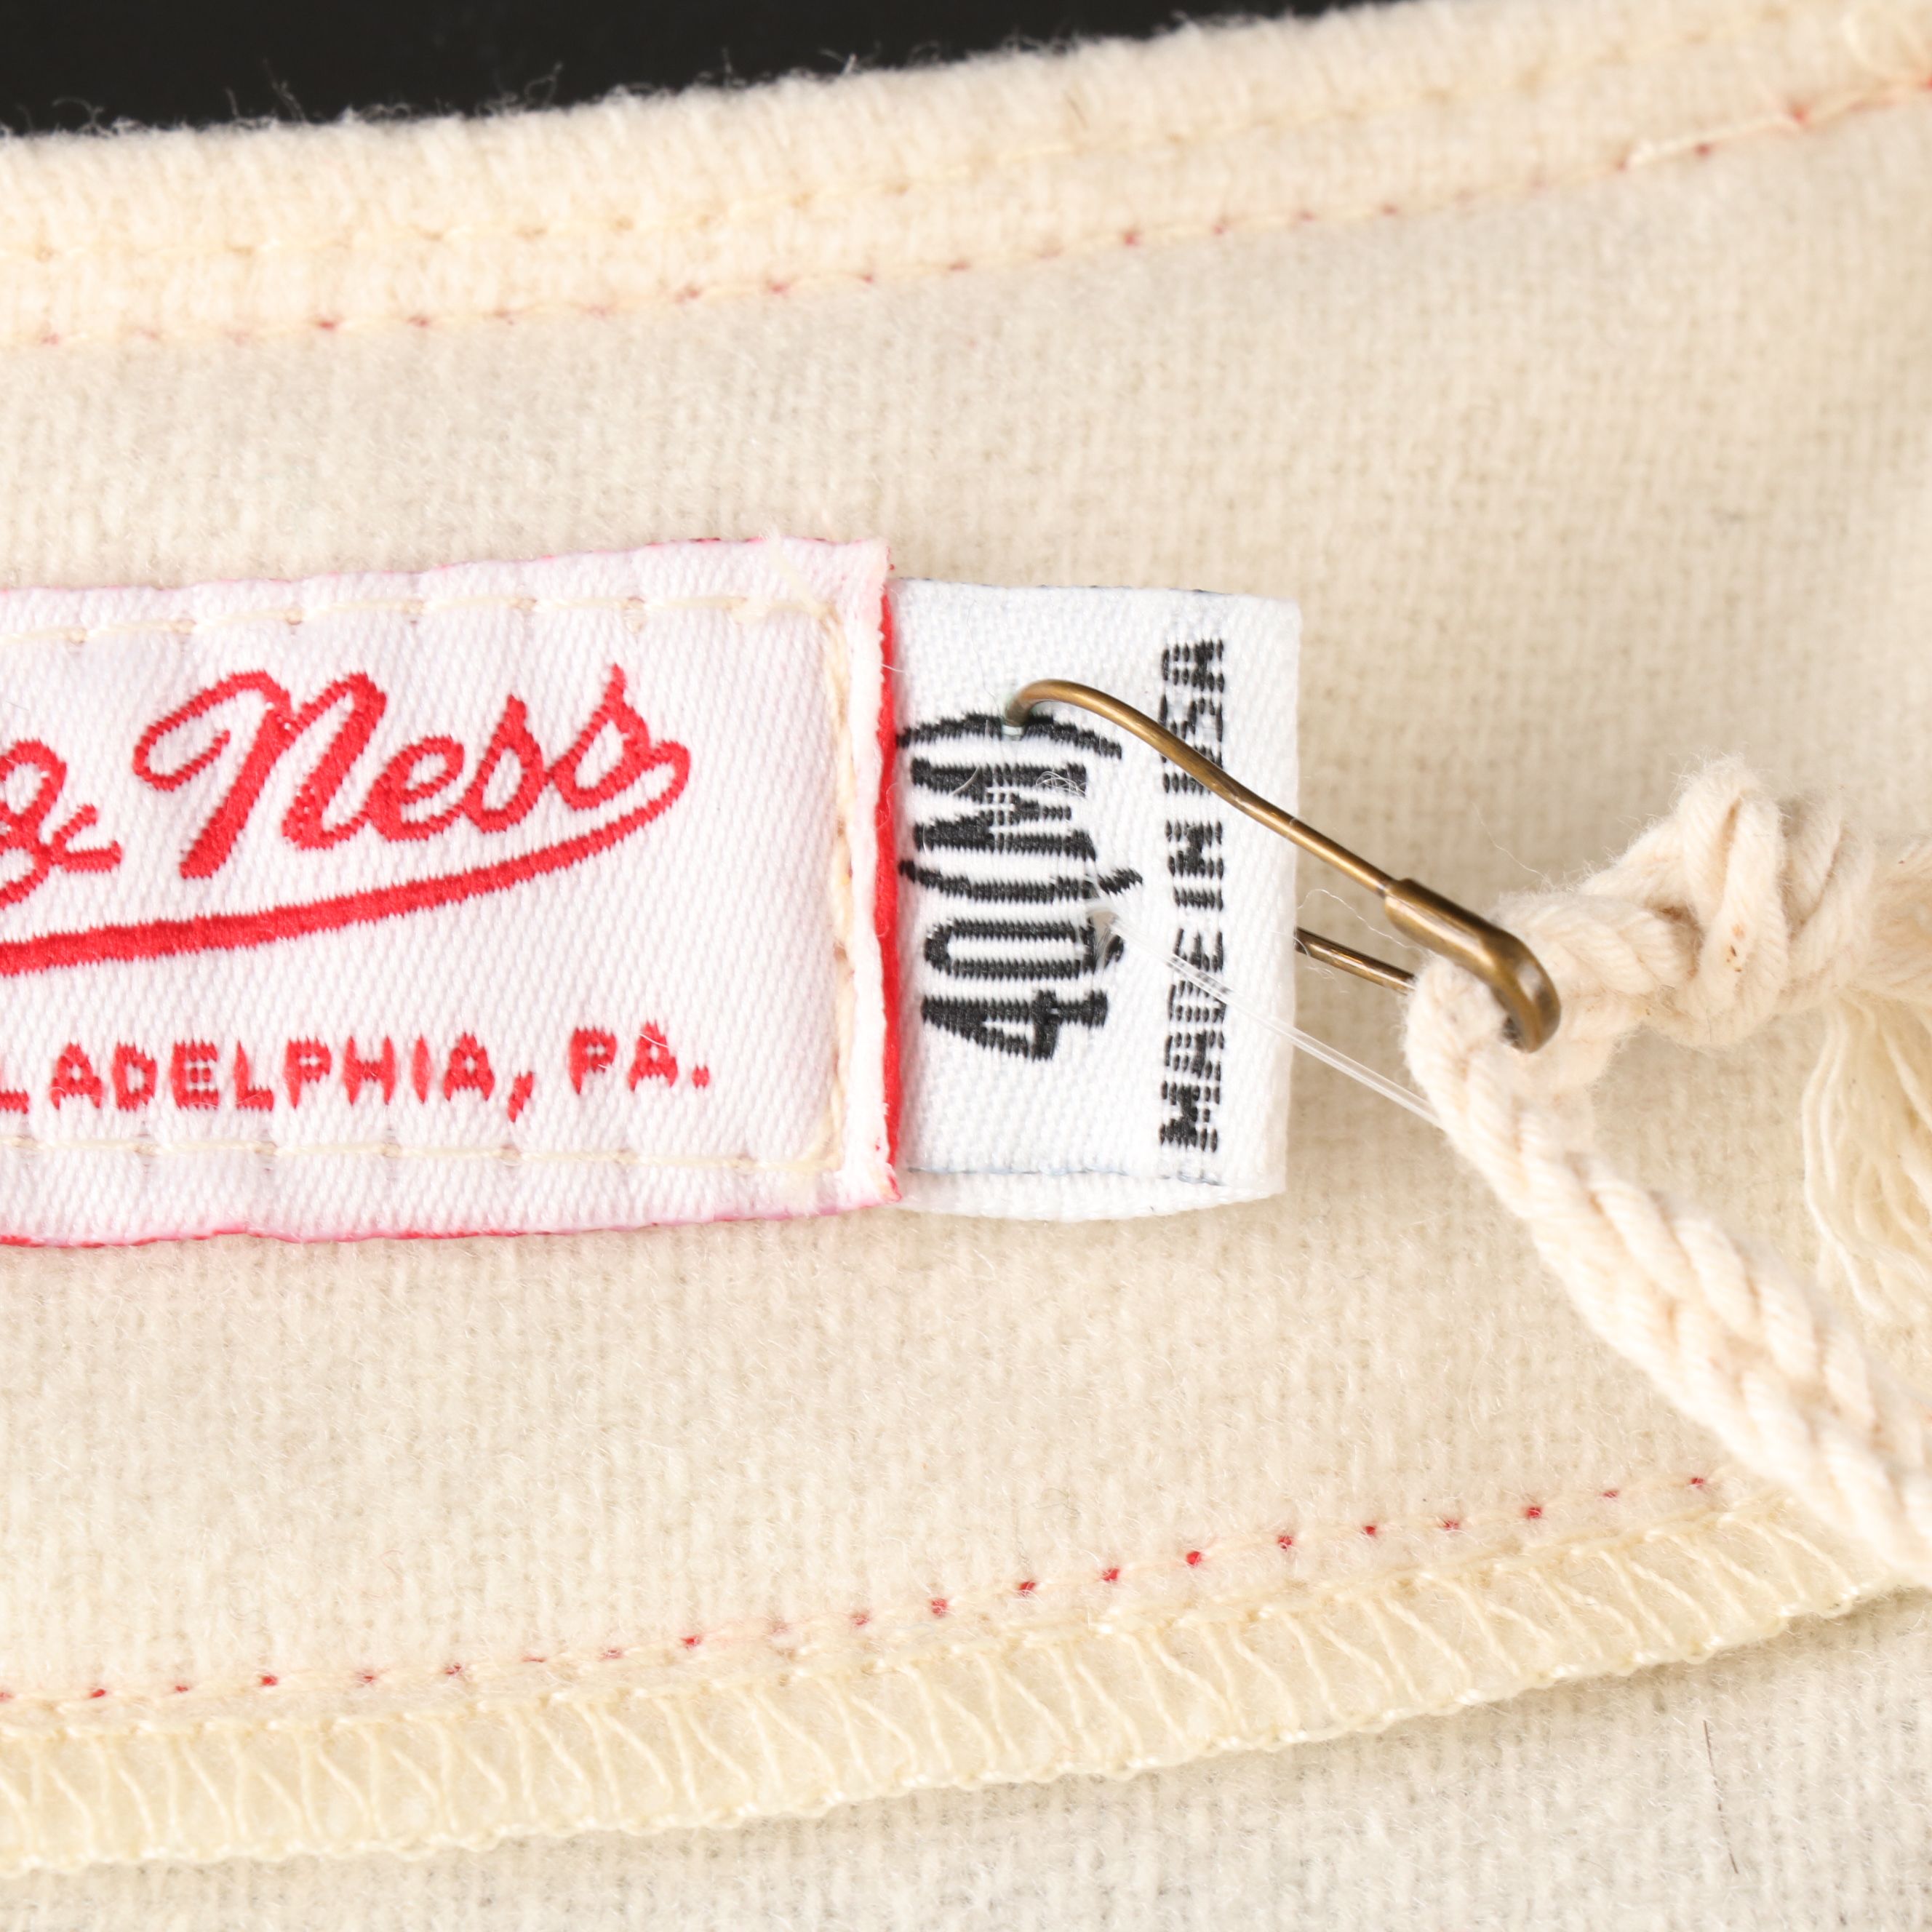 & Ness
LADELPHIA, PA.
40(M)
MADE IN USA